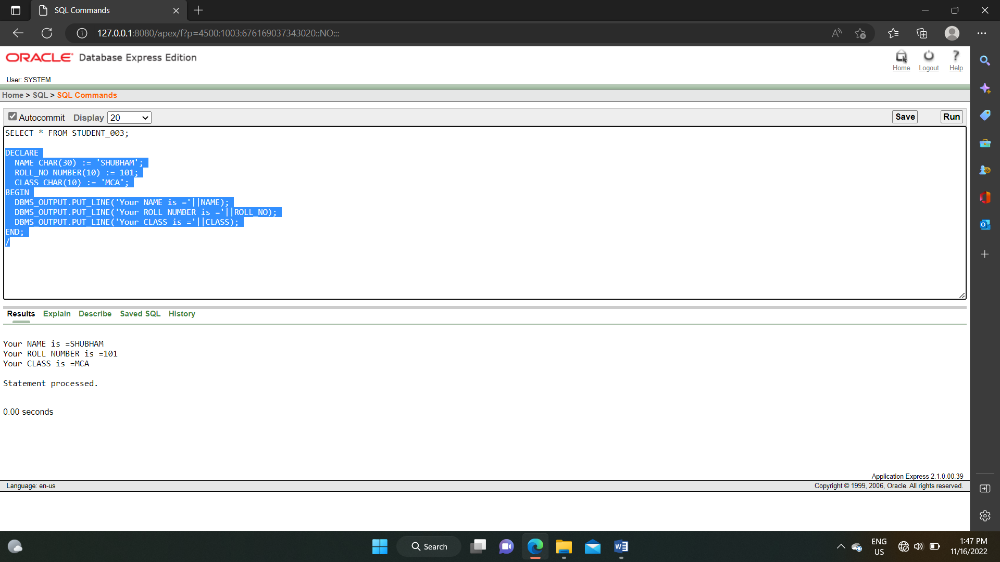 SQL Commands
127.0.0.1:8080/apex/f?p=4500:1003:676169037343020::NO:::
ORACLE Database Express Edition
Home Logout Help
User: SYSTEM
Home > SQL > SQL Commands
Autocommit Display 20 Save Run
SELECT * FROM STUDENT_003;
DECLARE
NAME CHAR(30) := 'SHUBHAM';
ROLL_NO NUMBER(10) := 101;
CLASS CHAR(10) := 'MCA';
BEGIN
DBMS_OUTPUT.PUT_LINE('Your NAME is ='||NAME);
DBMS_OUTPUT.PUT_LINE('Your ROLL NUMBER is ='||ROLL_NO);
DBMS_OUTPUT.PUT_LINE('Your CLASS is ='||CLASS);
END;
/
Results Explain Describe Saved SQL History
Your NAME is =SHUBHAM
Your ROLL NUMBER is =101
Your CLASS is =MCA
Statement processed.
0.00 seconds
Application Express 2.1.0.00.39
Language: en-us Copyright © 1999, 2006, Oracle. All rights reserved.
Search
ENG
US
1:47 PM
11/16/2022